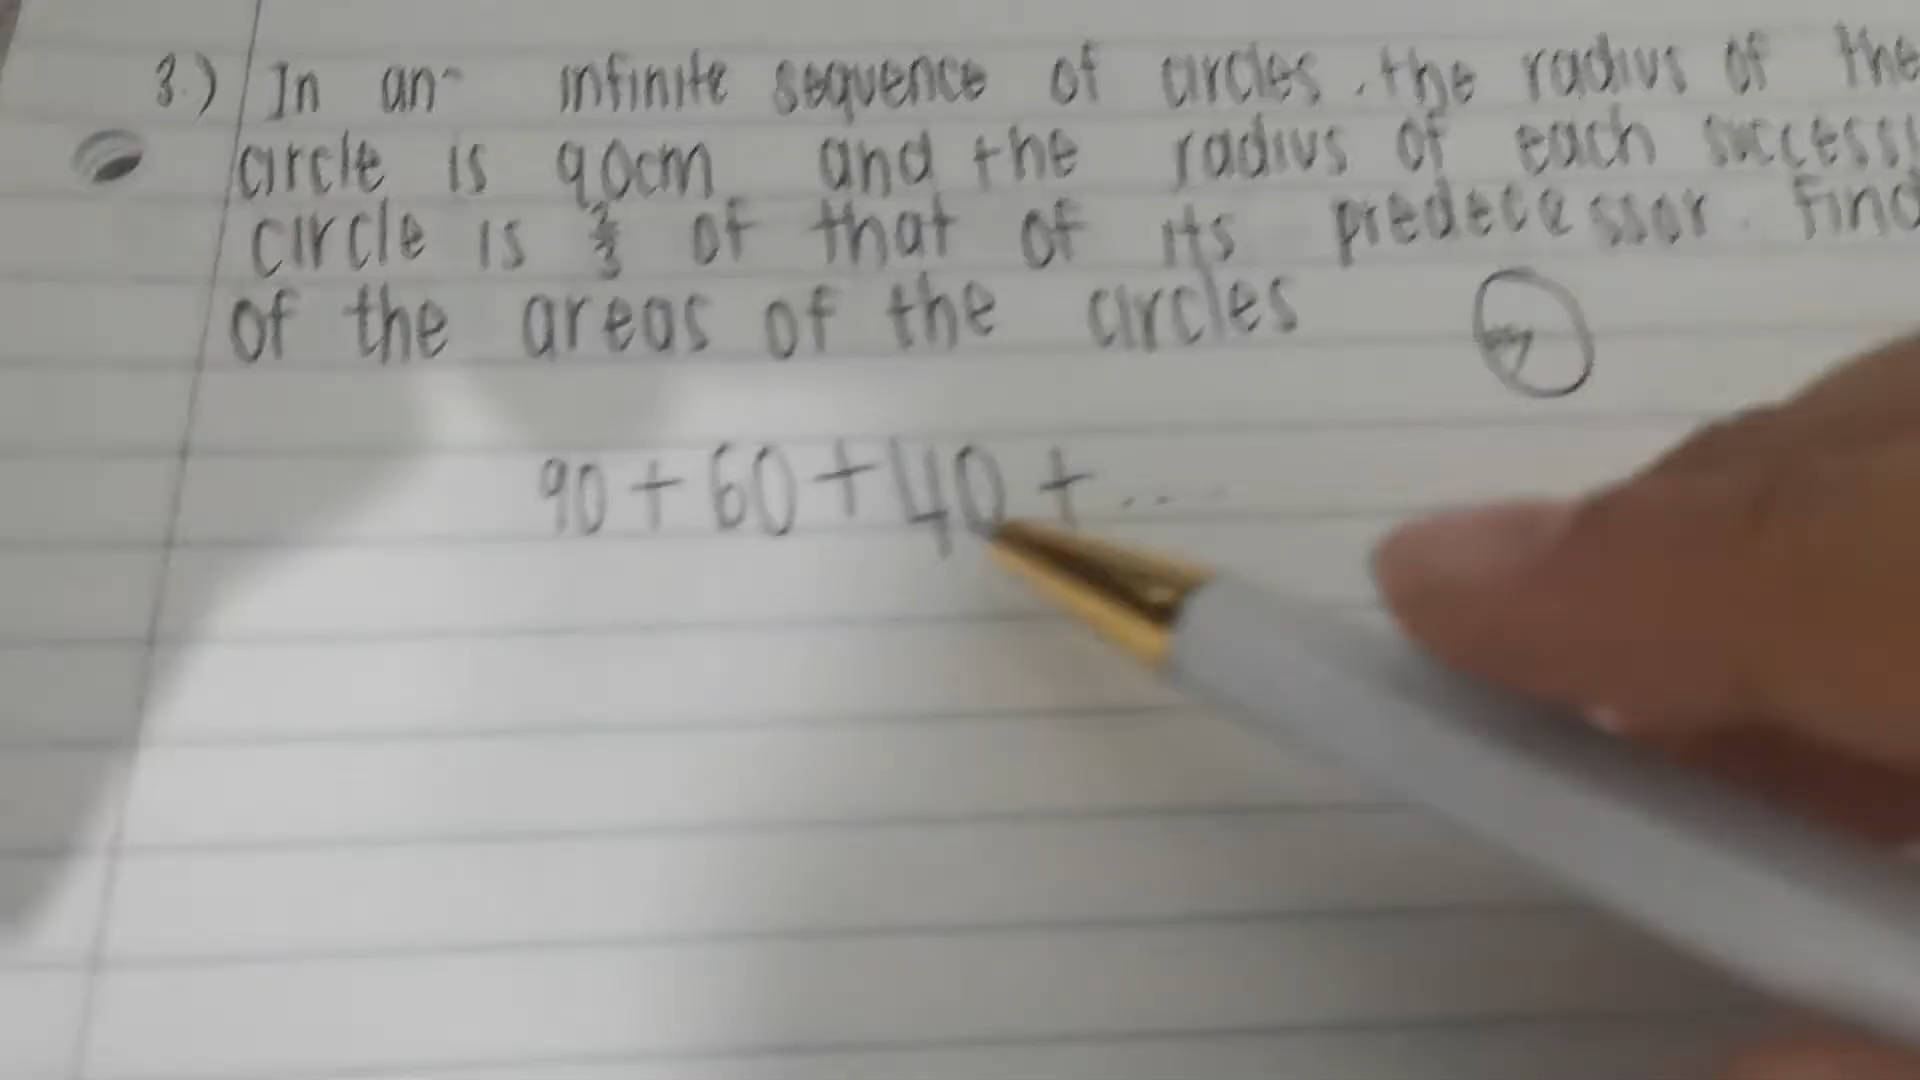 3.) In an infinite sequence of circles, the radius of the
circle is 90cm and the radius of each successi
circle is 2/3 of that of its predecessor. Find
of the areas of the circles
90 + 60 + 40 + ...